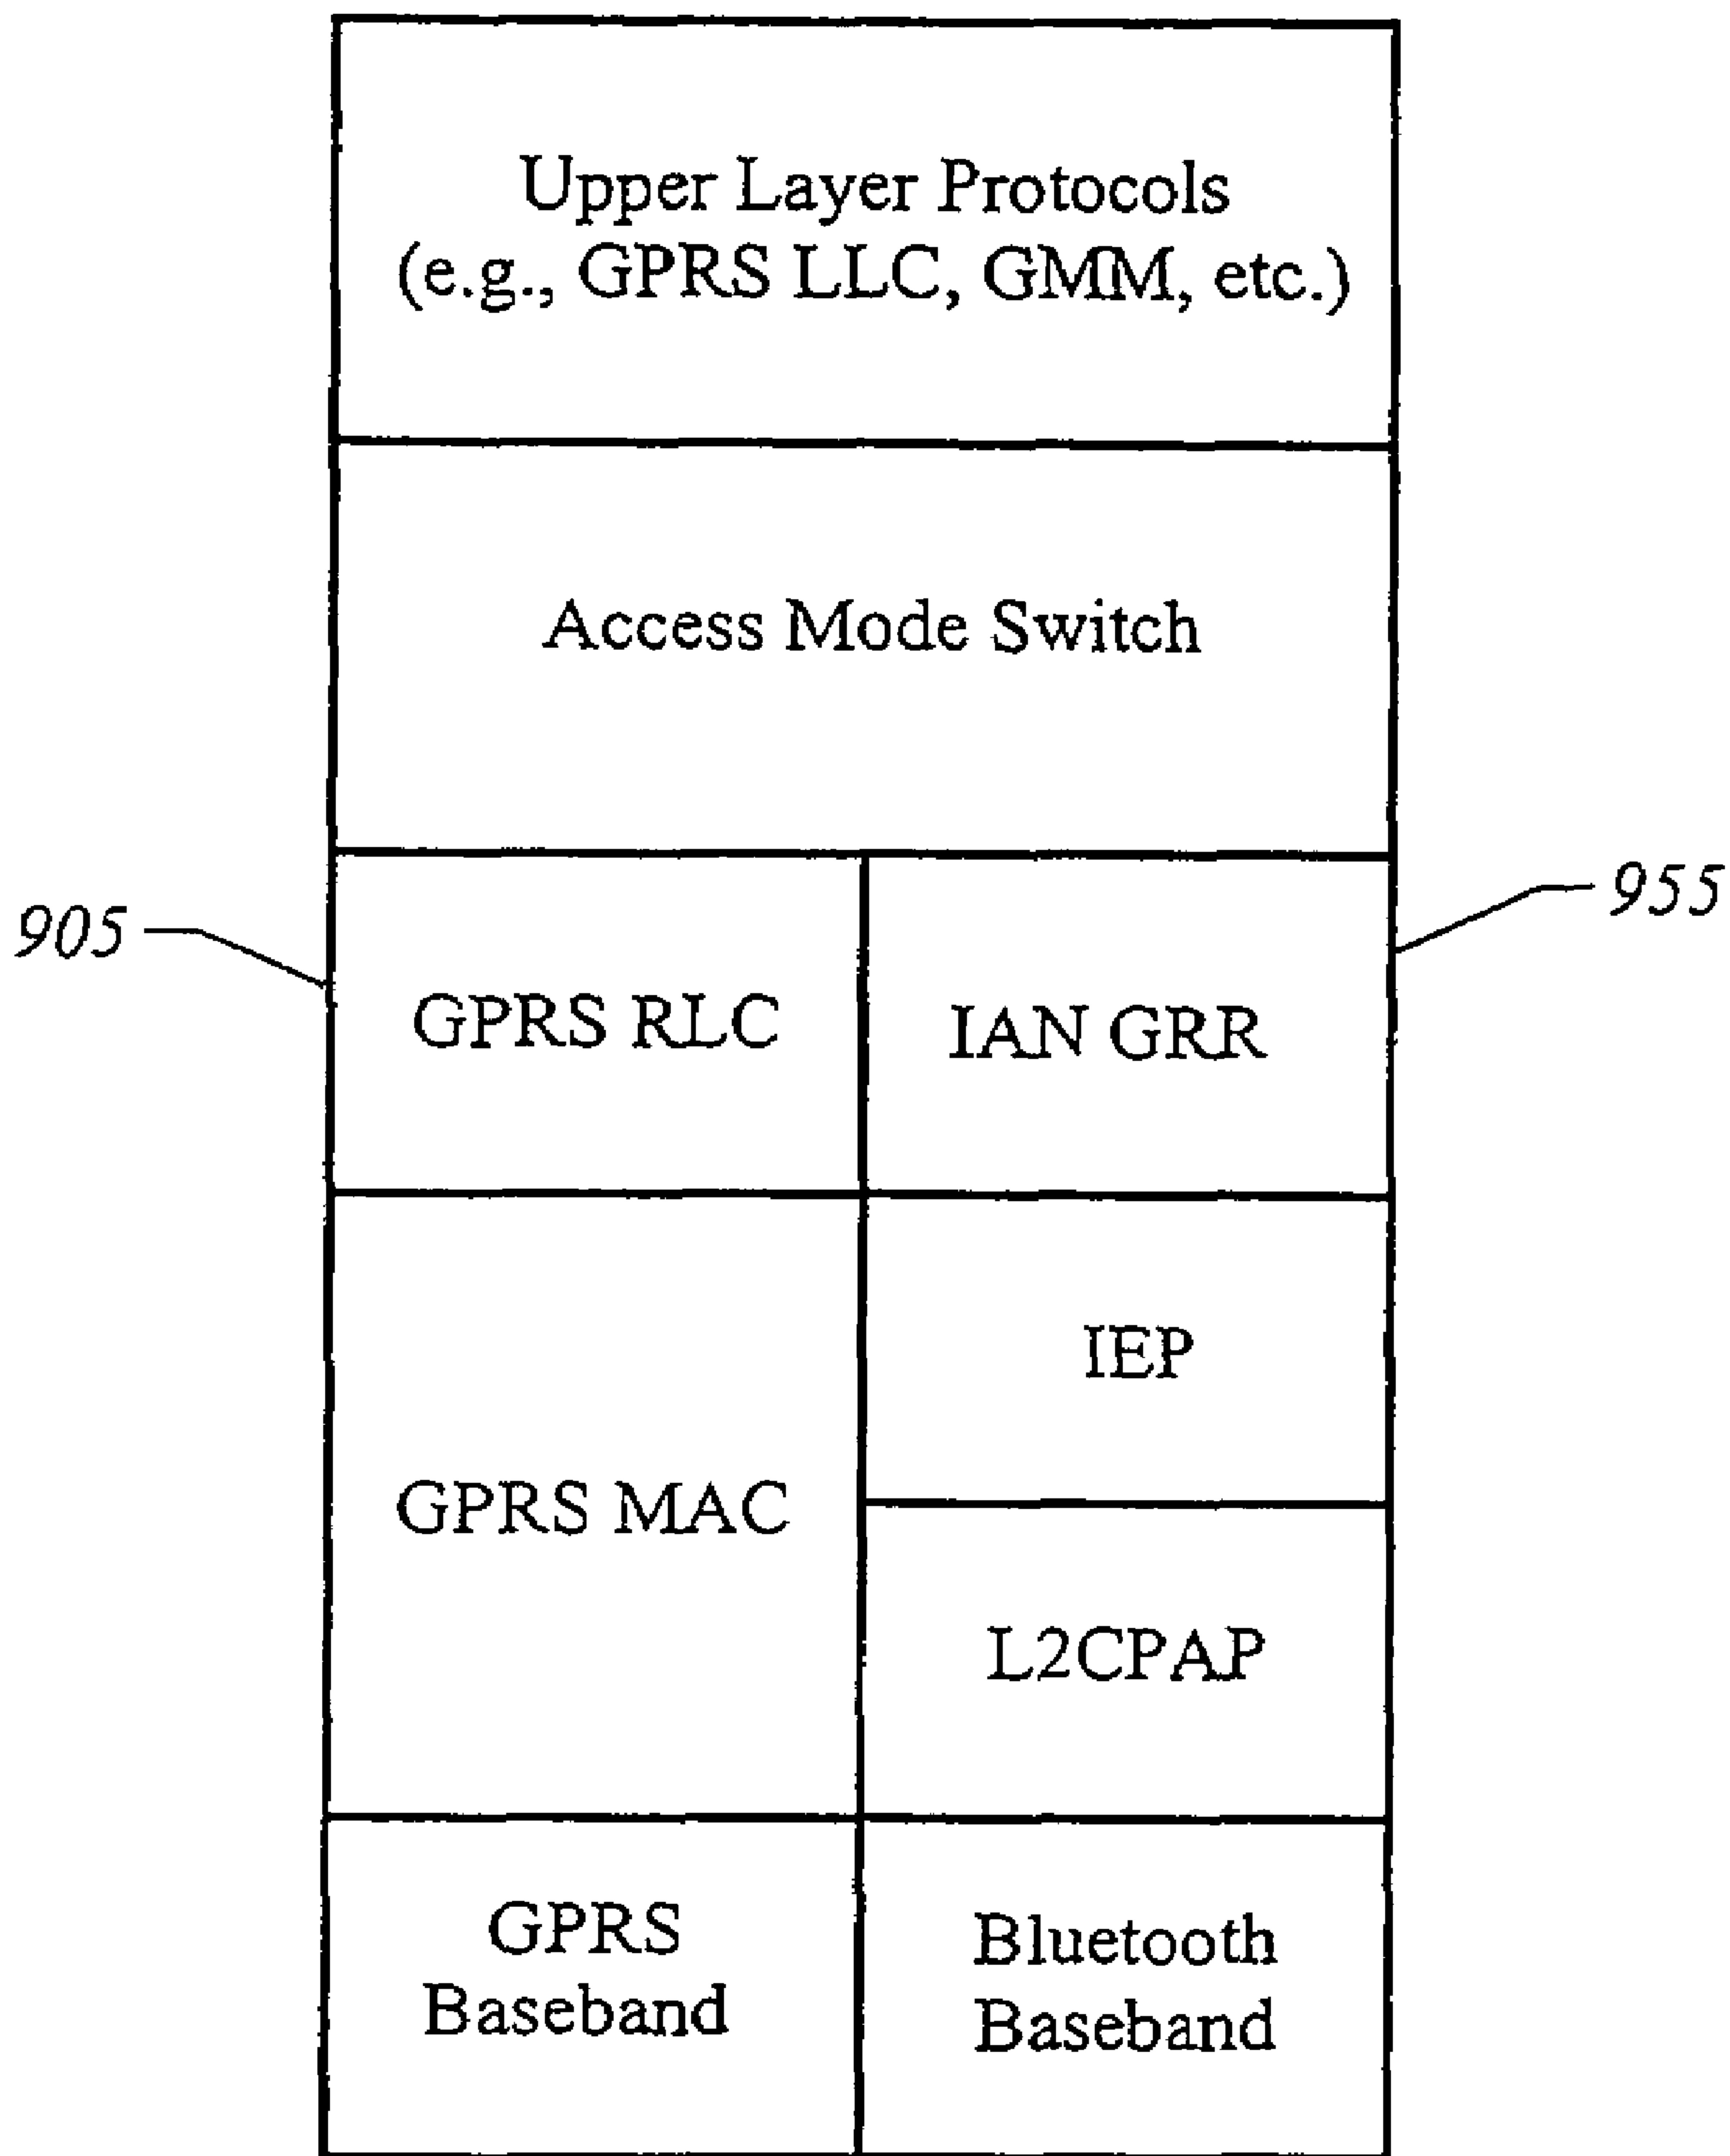 Upper Layer Protocols
(e.g., GPRS LLC, GMM, etc.)
Access Mode Switch
905
955
GPRS RLC
IAN GRR
IEP
GPRS MAC
L2CPAP
GPRS
Baseband
Bluetooth
Baseband